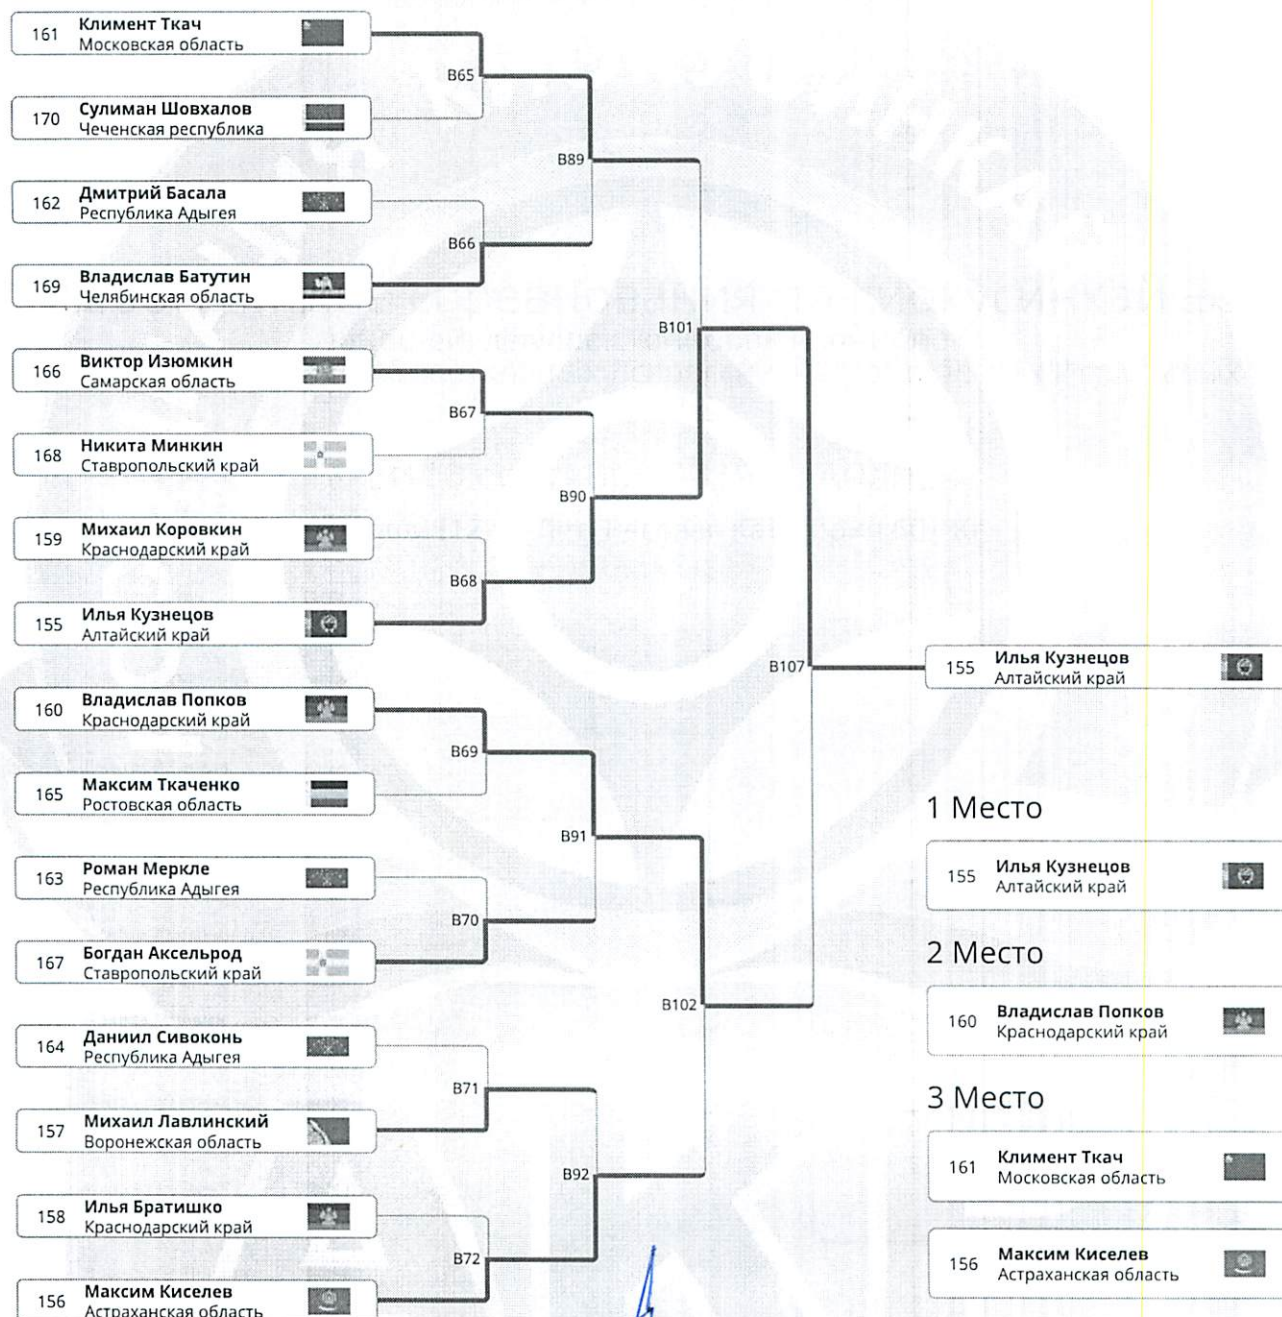 161 Климент Ткач
Московская область
B65
170 Сулиман Шовхалов
Чеченская республика
B89
162 Дмитрий Басала
Республика Адыгея
B66
169 Владислав Батутин
Челябинская область
B101
166 Виктор Изюмкин
Самарская область
B67
168 Никита Минкин
Ставропольский край
B90
159 Михаил Коровкин
Краснодарский край
B68
155 Илья Кузнецов
Алтайский край
B107
155 Илья Кузнецов
Алтайский край
160 Владислав Попков
Краснодарский край
B69
165 Максим Ткаченко
Ростовская область
B91
163 Роман Меркле
Республика Адыгея
B70
167 Богдан Аксельрод
Ставропольский край
B102
164 Даниил Сивоконь
Республика Адыгея
B71
157 Михаил Лавлинский
Воронежская область
B92
158 Илья Братишко
Краснодарский край
B72
156 Максим Киселев
Астраханская область
1 Место
155 Илья Кузнецов
Алтайский край
2 Место
160 Владислав Попков
Краснодарский край
3 Место
161 Климент Ткач
Московская область
156 Максим Киселев
Астраханская область